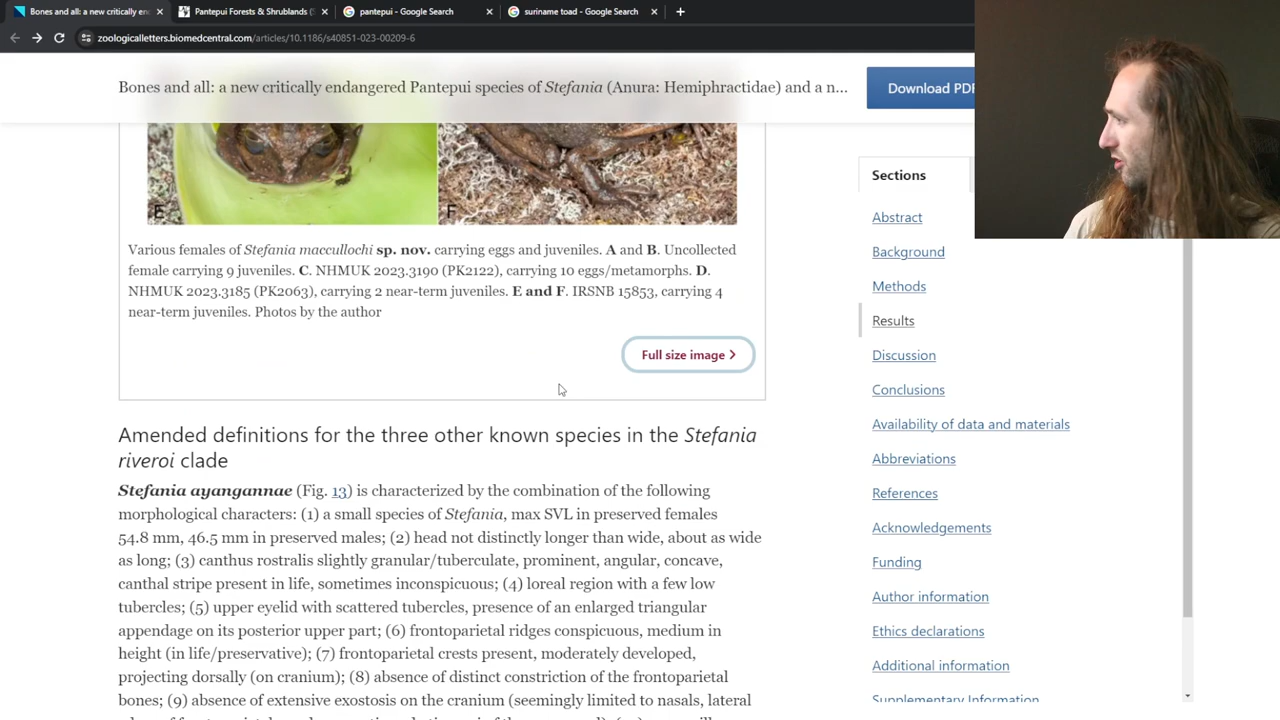 Bones and all: a new critically en
Pantepui Forests & Shrublands (
pantepui - Google Search
suriname toad - Google Search
zoologicalletters.biomedcentral.com/articles/10.1186/s40851-023-00209-6
Bones and all: a new critically endangered Pantepui species of Stefania (Anura: Hemiphractidae) and a n...
Download PDF
E
F
Various females of Stefania maccullochi sp. nov. carrying eggs and juveniles. A and B. Uncollected
female carrying 9 juveniles. C. NHMUK 2023.3190 (PK2122), carrying 10 eggs/metamorphs. D.
NHMUK 2023.3185 (PK2063), carrying 2 near-term juveniles. E and F. IRSNB 15853, carrying 4
near-term juveniles. Photos by the author
Full size image
Amended definitions for the three other known species in the Stefania
riveroi clade
Stefania ayangannae (Fig. 13) is characterized by the combination of the following
morphological characters: (1) a small species of Stefania, max SVL in preserved females
54.8 mm, 46.5 mm in preserved males; (2) head not distinctly longer than wide, about as wide
as long; (3) canthus rostralis slightly granular/tuberculate, prominent, angular, concave,
canthal stripe present in life, sometimes inconspicuous; (4) loreal region with a few low
tubercles; (5) upper eyelid with scattered tubercles, presence of an enlarged triangular
appendage on its posterior upper part; (6) frontoparietal ridges conspicuous, medium in
height (in life/preservative); (7) frontoparietal crests present, moderately developed,
projecting dorsally (on cranium); (8) absence of distinct constriction of the frontoparietal
bones; (9) absence of extensive exostosis on the cranium (seemingly limited to nasals, lateral
Sections
Abstract
Background
Methods
Results
Discussion
Conclusions
Availability of data and materials
Abbreviations
References
Acknowledgements
Funding
Author information
Ethics declarations
Additional information
Supplementary Information